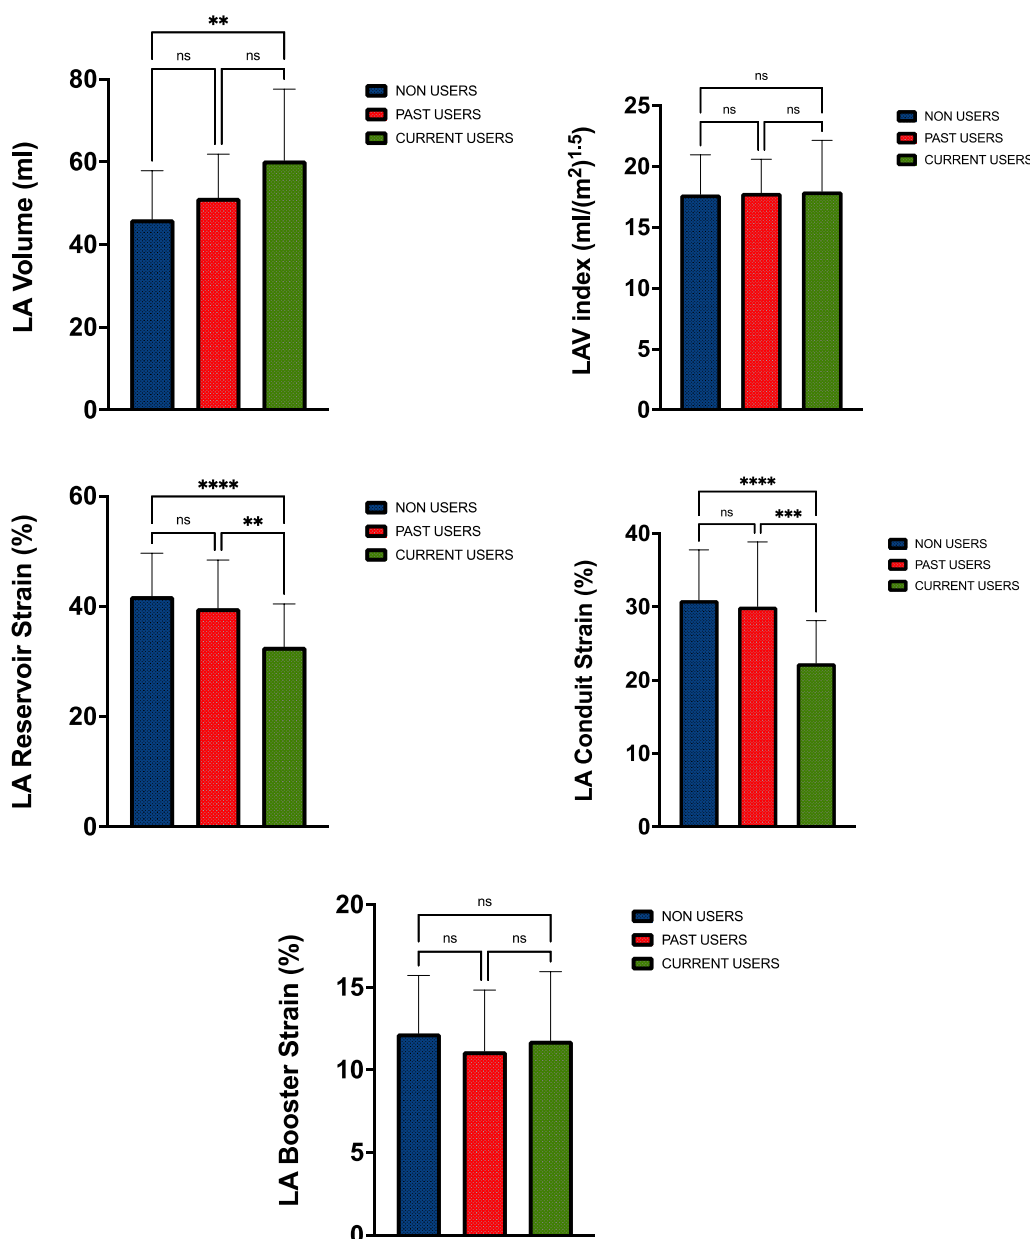 **
ns
ns
80
60
40
20
0
LA Volume (ml)
NON USERS
PAST USERS
CURRENT USERS
ns
ns
ns
25
20
15
10
5
0
LAV index (ml/(m²)¹·⁵)
NON USERS
PAST USERS
CURRENT USERS
****
ns
**
60
40
20
0
LA Reservoir Strain (%)
NON USERS
PAST USERS
CURRENT USERS
****
ns
***
40
30
20
10
0
LA Conduit Strain (%)
NON USERS
PAST USERS
CURRENT USERS
ns
ns
ns
20
15
10
5
0
LA Booster Strain (%)
NON USERS
PAST USERS
CURRENT USERS